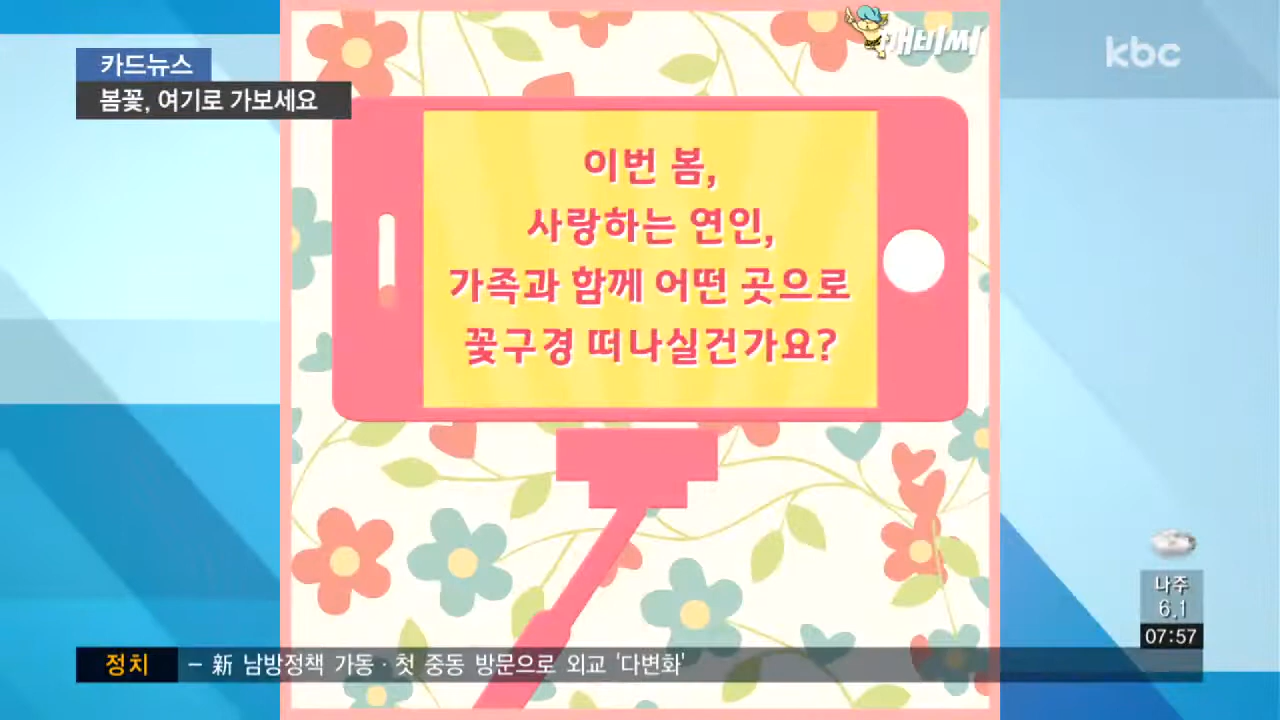 깨비씨
kbc
카드뉴스
봄꽃, 여기로 가보세요
이번 봄,
사랑하는 연인,
가족과 함께 어떤 곳으로
꽃구경 떠나실건가요?
나주
6.1
07:57
정치 – 新 남방정책 가동·첫 중동 방문으로 외교 '다변화'